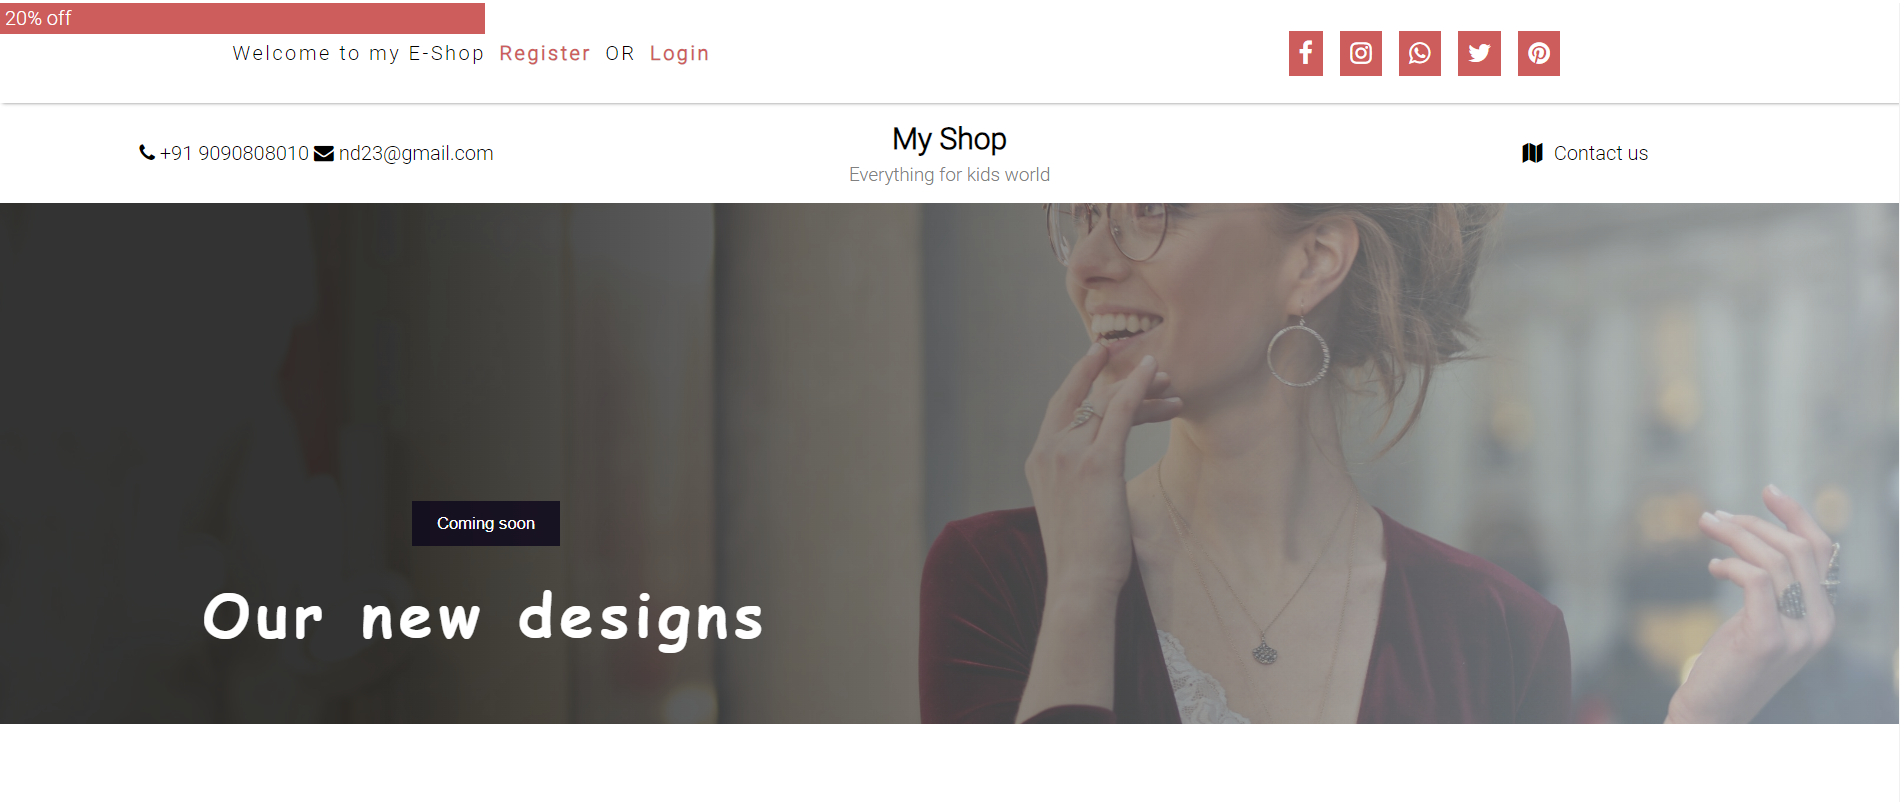 20% off
Welcome to my E-Shop Register OR Login
+91 9090808010 nd23@gmail.com
My Shop
Everything for kids world
Contact us
Coming soon
Our new designs